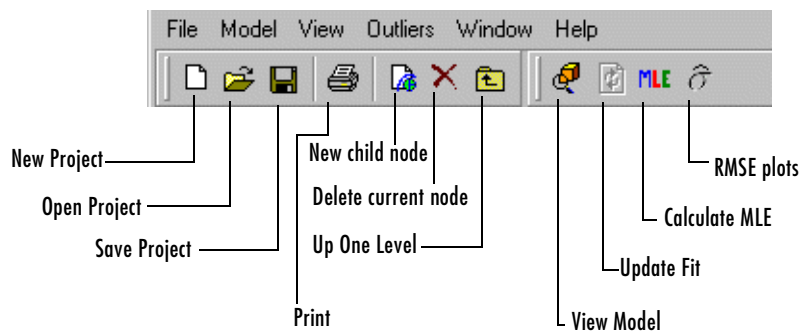 File Model View Outliers Window Help
MLE
New Project
New child node
RMSE plots
Open Project
Delete current node
Calculate MLE
Save Project
Up One Level
Update Fit
Print
View Model